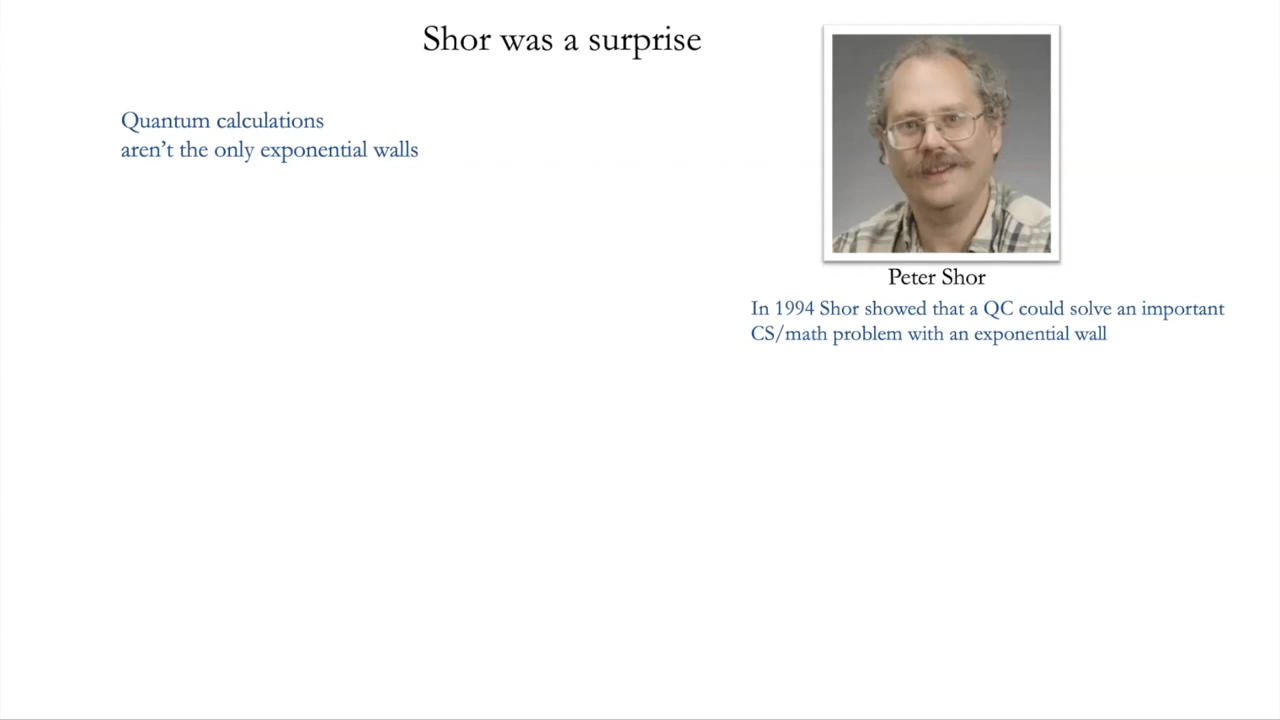 Shor was a surprise
Quantum calculations
aren't the only exponential walls
Peter Shor
In 1994 Shor showed that a QC could solve an important
CS/math problem with an exponential wall